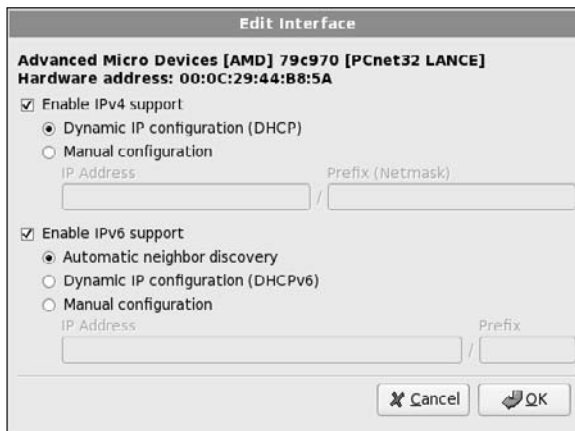 Edit Interface
Advanced Micro Devices [AMD] 79c970 [PCnet32 LANCE]
Hardware address: 00:0C:29:44:B8:5A
Enable IPv4 support
Dynamic IP configuration (DHCP)
Manual configuration
IP Address Prefix (Netmask)
/
Enable IPv6 support
Automatic neighbor discovery
Dynamic IP configuration (DHCPv6)
Manual configuration
IP Address Prefix
/
Cancel OK